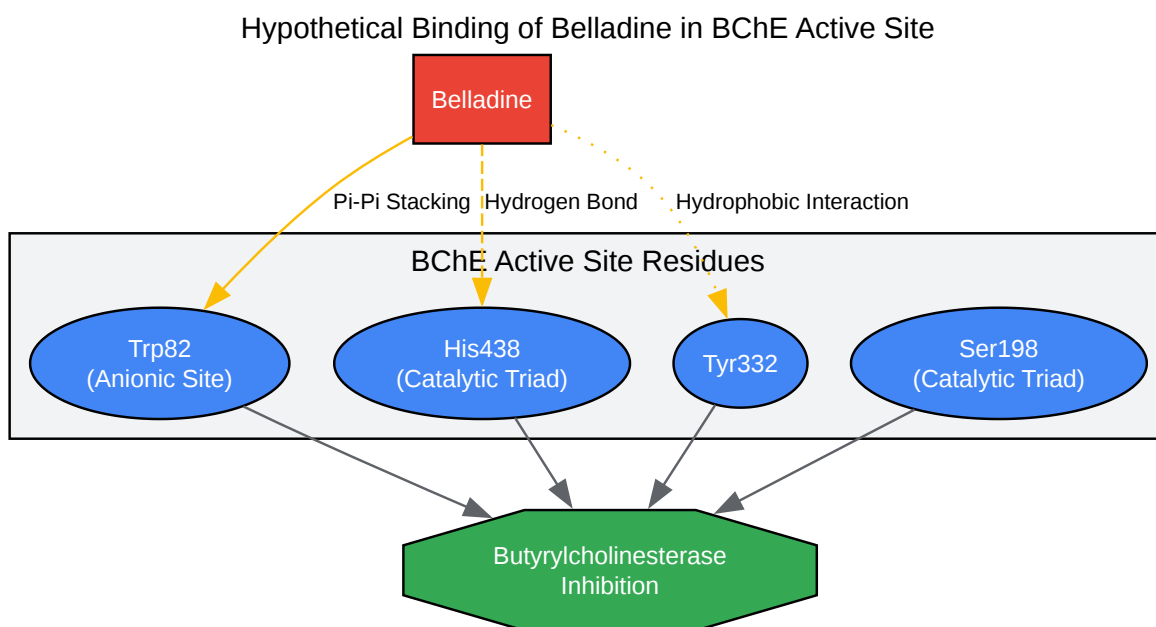 Hypothetical Binding of Belladine in BChE Active Site
Belladine
Pi-Pi Stacking
Hydrogen Bond
Hydrophobic Interaction
BChE Active Site Residues
Trp82
(Anionic Site)
His438
(Catalytic Triad)
Tyr332
Ser198
(Catalytic Triad)
Butyrylcholinesterase
Inhibition